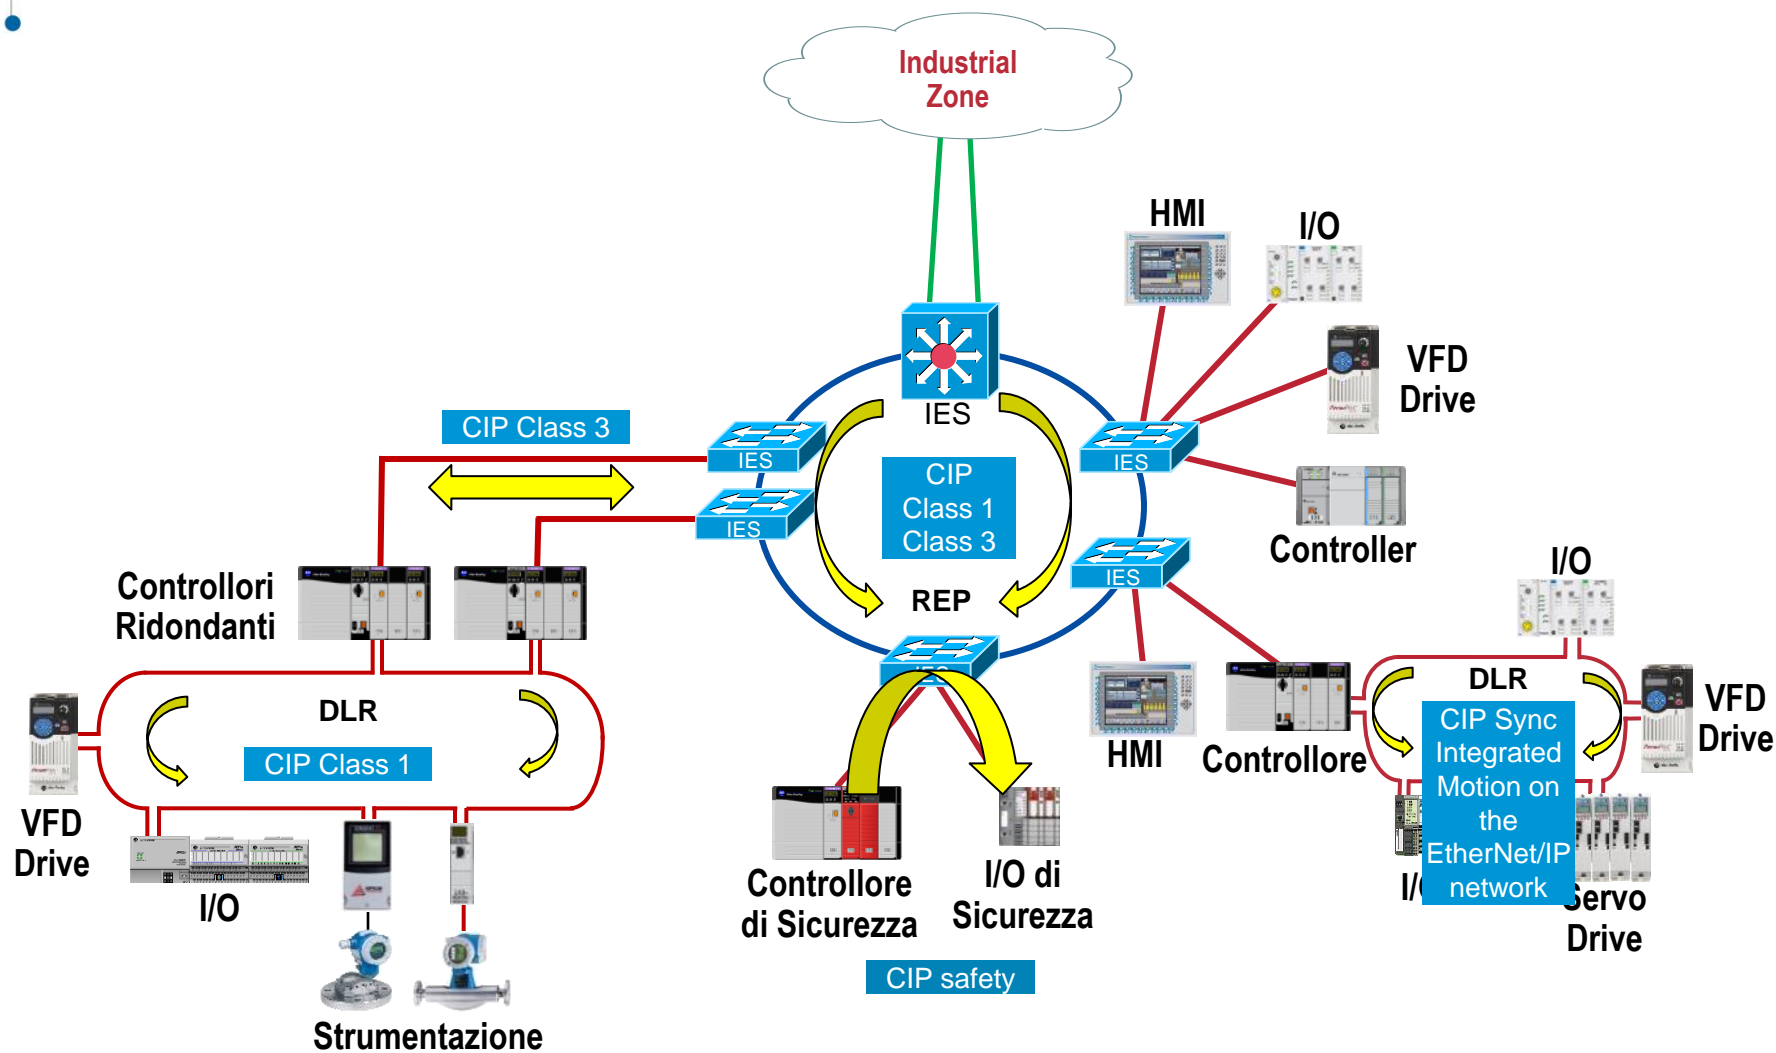 Industrial
Zone
HMI
I/O
VFD
Drive
IES
CIP Class 3
IES
IES
IES
CIP
Class 1
Class 3
Controller
I/O
IES
Controllori
Ridondanti
REP
IES
DLR
CIP Class 1
DLR
CIP Sync
Integrated
Motion on
the
EtherNet/IP
network
VFD
Drive
HMI
Controllore
VFD
Drive
I/O
Controllore
di Sicurezza
I/O di
Sicurezza
Servo
Drive
CIP safety
Strumentazione